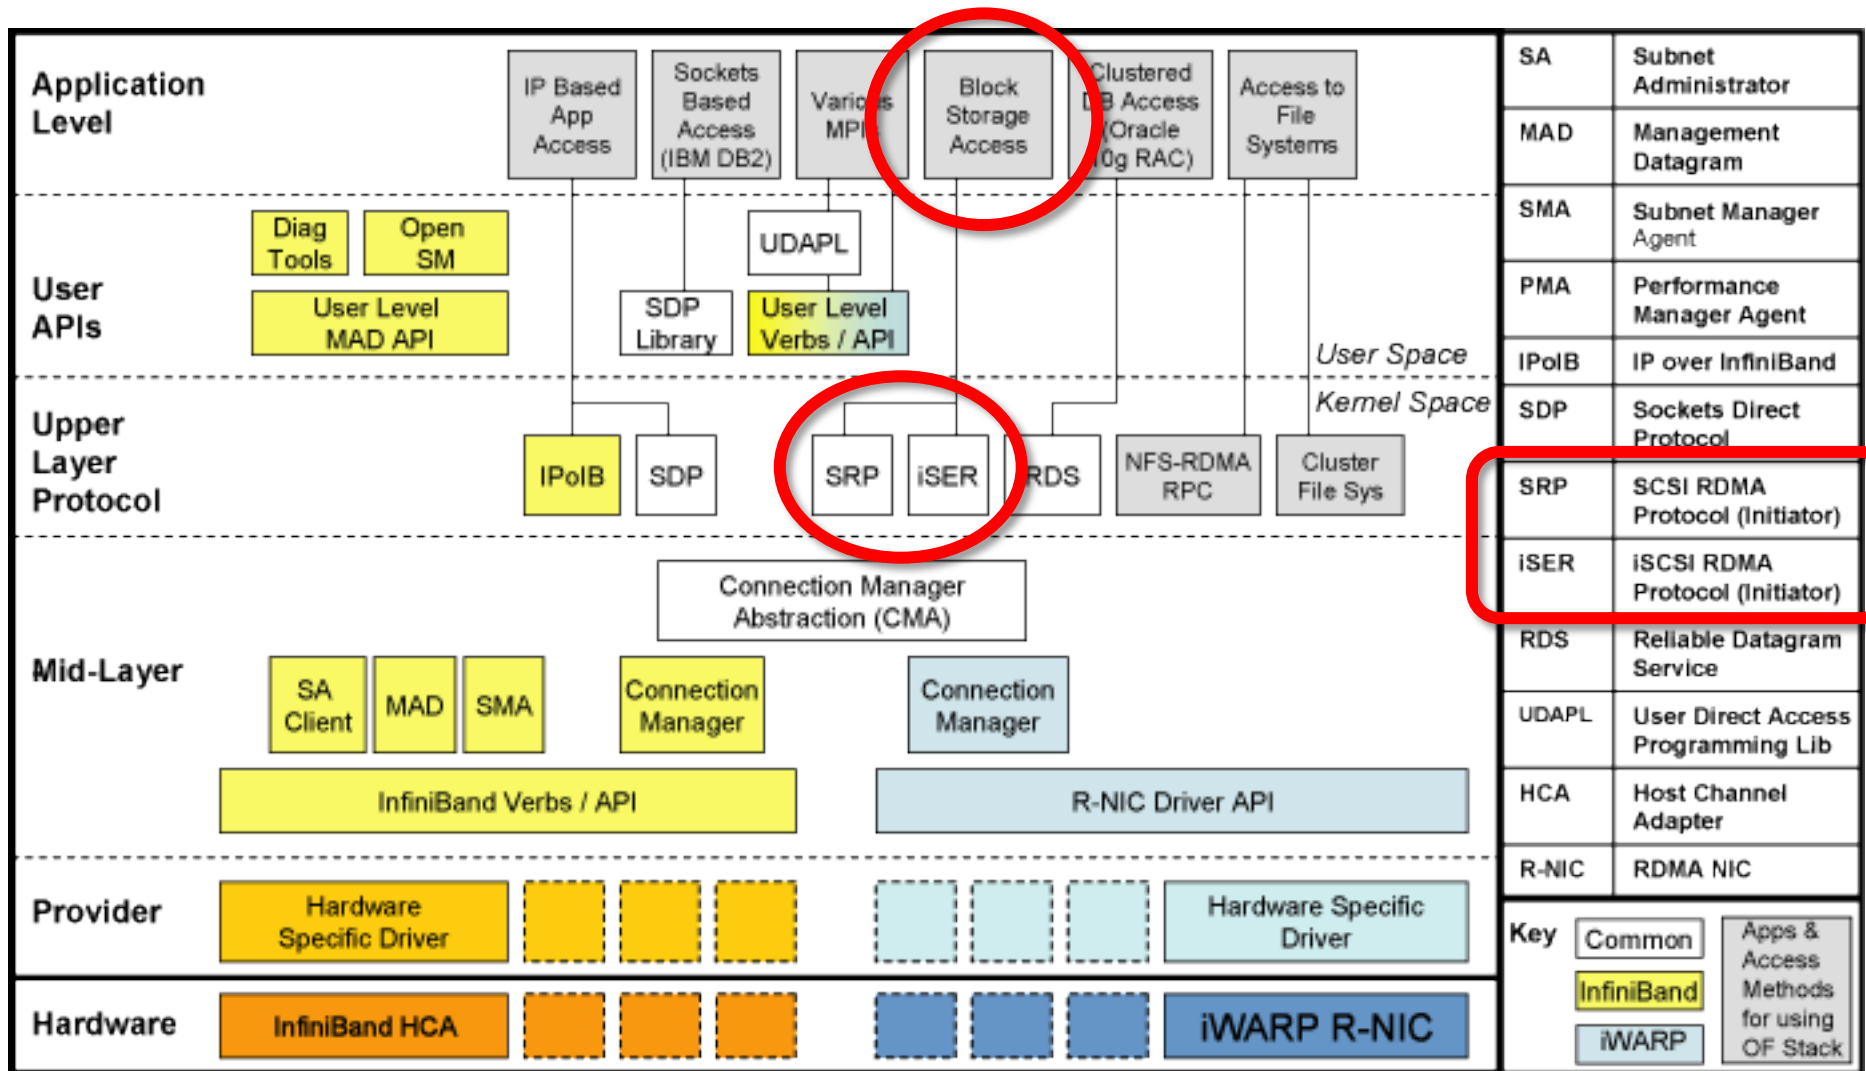 Application
Level
IP Based
App
Access
Sockets
Based
Access
(IBM DB2)
Various
MPIs
Block
Storage
Access
Clustered
DB Access
(Oracle
10g RAC)
Access to
File
Systems
User
APIs
Diag
Tools
Open
SM
User Level
MAD API
UDAPL
SDP
Library
User Level
Verbs / API
User Space
Kernel Space
Upper
Layer
Protocol
IPoIB
SDP
SRP
iSER
RDS
NFS-RDMA
RPC
Cluster
File Sys
Mid-Layer
Connection Manager
Abstraction (CMA)
SA
Client
MAD
SMA
Connection
Manager
Connection
Manager
InfiniBand Verbs / API
R-NIC Driver API
Provider
Hardware
Specific Driver
Hardware Specific
Driver
Hardware
InfiniBand HCA
iWARP R-NIC
SA
Subnet
Administrator
MAD
Management
Datagram
SMA
Subnet Manager
Agent
PMA
Performance
Manager Agent
IPoIB
IP over InfiniBand
SDP
Sockets Direct
Protocol
SRP
SCSI RDMA
Protocol (Initiator)
iSER
iSCSI RDMA
Protocol (Initiator)
RDS
Reliable Datagram
Service
UDAPL
User Direct Access
Programming Lib
HCA
Host Channel
Adapter
R-NIC
RDMA NIC
Key
Common
InfiniBand
iWARP
Apps &
Access
Methods
for using
OF Stack